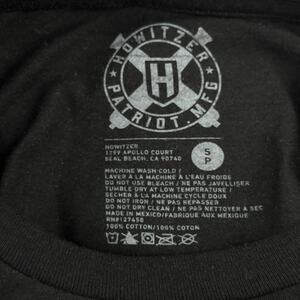 HOWITZER
H
PATRIOT.MFG
HOWITZER
1799 APOLLO COURT
SEAL BEACH, CA 90740
S
P
MACHINE WASH COLD /
LAVER A LA MACHINE À L'EAU FROIDE
DO NOT USE BLEACH / NE PAS JAVELLISER
TUMBLE DRY AT LOW TEMPERATURE /
SECHER A LA MACHINE CYCLE DOUX
DO NOT IRON / NE PAS REPASSER
DO NOT DRY CLEAN / NE PAS NETTOYER À SEC
MADE IN MEXICO/FABRIQUE AUX MEXIQUE
RN#127450
100% COTTON/100% COTON